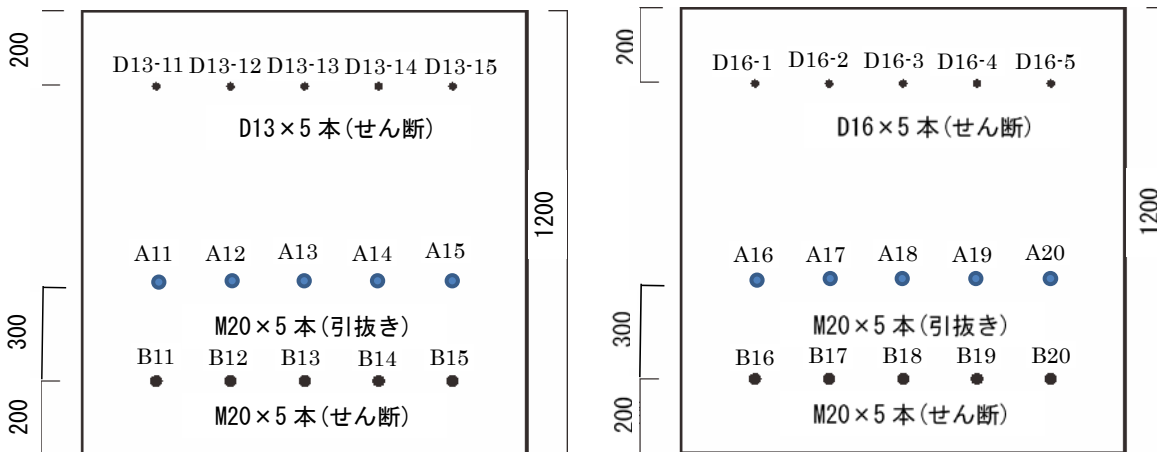 200
D13-11 D13-12 D13-13 D13-14 D13-15
D13×5 本(せん断)
1200
A11 A12 A13 A14 A15
300
M20×5 本(引抜き)
B11 B12 B13 B14 B15
200
M20×5 本(せん断)
200
D16-1 D16-2 D16-3 D16-4 D16-5
D16×5 本(せん断)
1200
A16 A17 A18 A19 A20
300
M20×5 本(引抜き)
B16 B17 B18 B19 B20
200
M20×5 本(せん断)